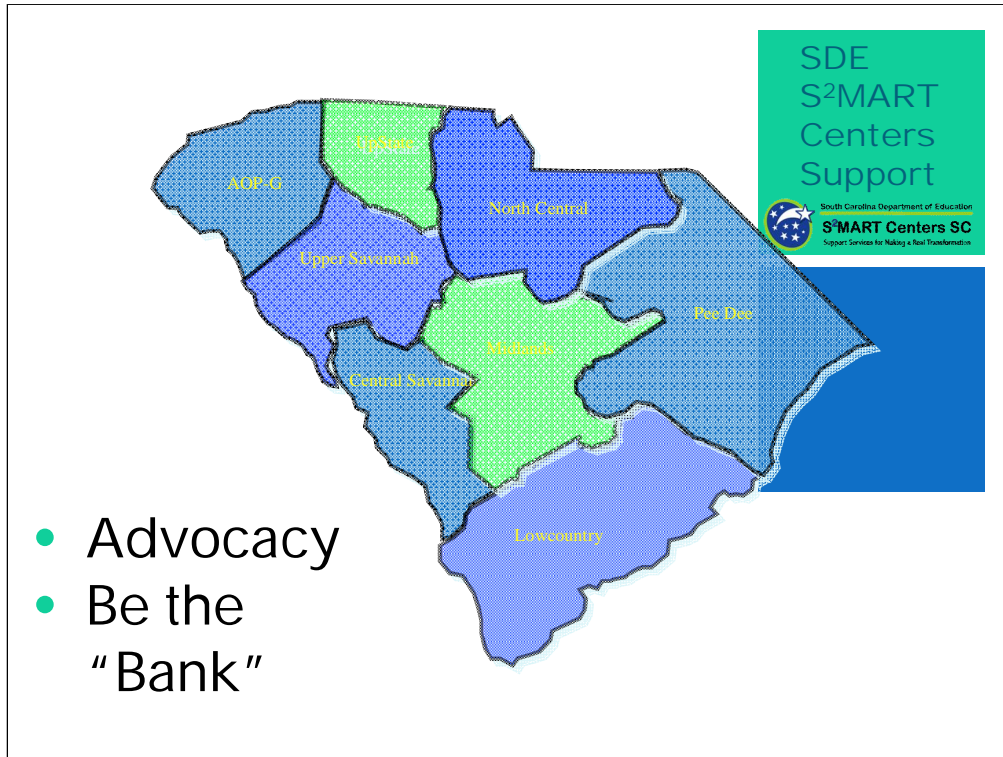 SDE
S²MART
Centers
Support
South Carolina Department of Education
S²MART Centers SC
Support Services for Making a Real Transformation
UpState
AOP-G
North Central
Upper Savannah
Pee Dee
Midlands
Central Savannah
Lowcountry
• Advocacy
• Be the
“Bank”